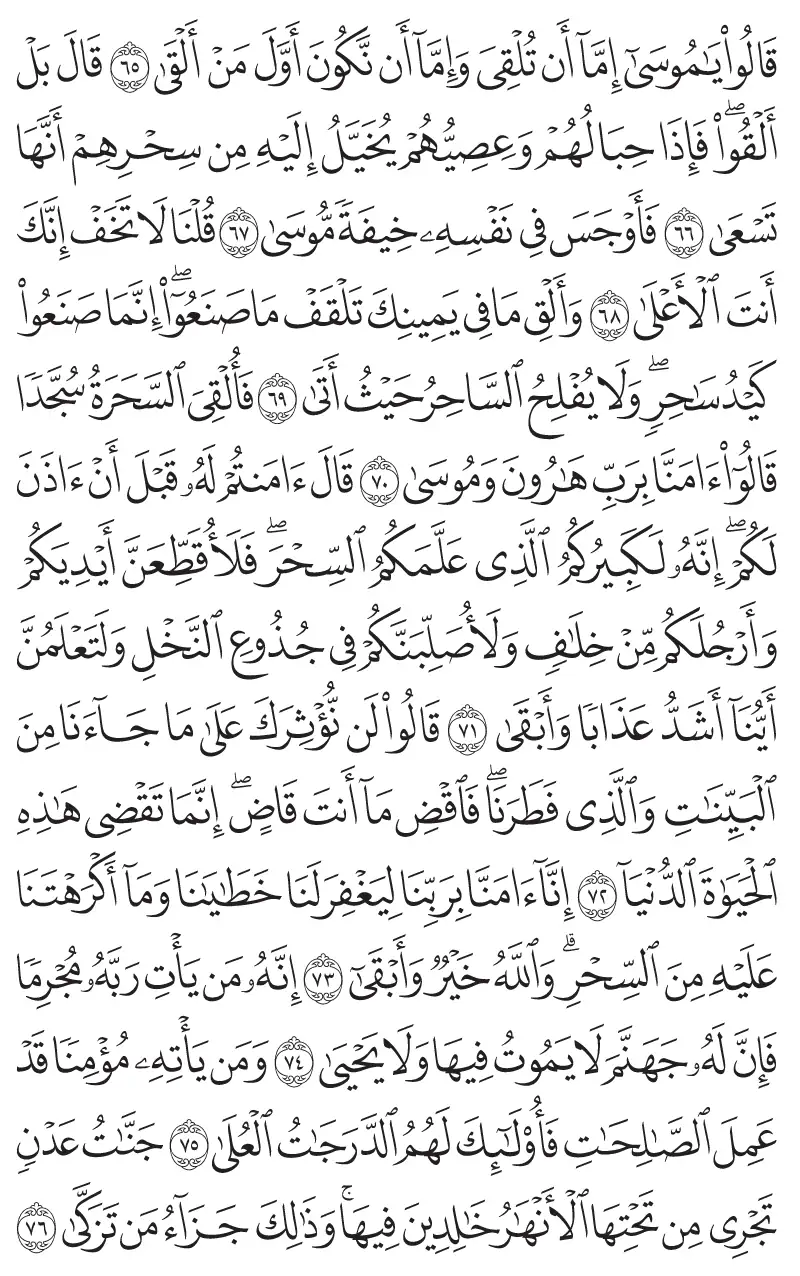 قَالُوا۟ يَـٰمُوسَىٰٓ إِمَّآ أَن تُلْقِىَ وَإِمَّآ أَن نَّكُونَ أَوَّلَ مَنْ أَلْقَىٰ ﴿٦٥﴾ قَالَ بَلْ
أَلْقُوا۟ ۖ فَإِذَا حِبَالُهُمْ وَعِصِيُّهُمْ يُخَيَّلُ إِلَيْهِ مِن سِحْرِهِمْ أَنَّهَا
تَسْعَىٰ ﴿٦٦﴾ فَأَوْجَسَ فِى نَفْسِهِۦ خِيفَةً مُّوسَىٰ ﴿٦٧﴾ قُلْنَا لَا تَخَفْ إِنَّكَ
أَنتَ ٱلْأَعْلَىٰ ﴿٦٨﴾ وَأَلْقِ مَا فِى يَمِينِكَ تَلْقَفْ مَا صَنَعُوٓا۟ ۖ إِنَّمَا صَنَعُوا۟
كَيْدُ سَـٰحِرٍ ۖ وَلَا يُفْلِحُ ٱلسَّاحِرُ حَيْثُ أَتَىٰ ﴿٦٩﴾ فَأُلْقِىَ ٱلسَّحَرَةُ سُجَّدًا
قَالُوٓا۟ ءَامَنَّا بِرَبِّ هَـٰرُونَ وَمُوسَىٰ ﴿٧٠﴾ قَالَ ءَامَنتُمْ لَهُۥ قَبْلَ أَنْ ءَاذَنَ
لَكُمْ ۖ إِنَّهُۥ لَكَبِيرُكُمُ ٱلَّذِى عَلَّمَكُمُ ٱلسِّحْرَ ۖ فَلَأُقَطِّعَنَّ أَيْدِيَكُمْ
وَأَرْجُلَكُم مِّنْ خِلَـٰفٍ وَلَأُصَلِّبَنَّكُمْ فِى جُذُوعِ ٱلنَّخْلِ وَلَتَعْلَمُنَّ
أَيُّنَآ أَشَدُّ عَذَابًا وَأَبْقَىٰ ﴿٧١﴾ قَالُوا۟ لَن نُّؤْثِرَكَ عَلَىٰ مَا جَآءَنَا مِنَ
ٱلْبَيِّنَـٰتِ وَٱلَّذِى فَطَرَنَا ۖ فَٱقْضِ مَآ أَنتَ قَاضٍ ۖ إِنَّمَا تَقْضِى هَـٰذِهِ
ٱلْحَيَوٰةَ ٱلدُّنْيَآ ﴿٧٢﴾ إِنَّآ ءَامَنَّا بِرَبِّنَا لِيَغْفِرَ لَنَا خَطَـٰيَـٰنَا وَمَآ أَكْرَهْتَنَا
عَلَيْهِ مِنَ ٱلسِّحْرِ ۗ وَٱللَّهُ خَيْرٌ وَأَبْقَىٰٓ ﴿٧٣﴾ إِنَّهُۥ مَن يَأْتِ رَبَّهُۥ مُجْرِمًا
فَإِنَّ لَهُۥ جَهَنَّمَ لَا يَمُوتُ فِيهَا وَلَا يَحْيَىٰ ﴿٧٤﴾ وَمَن يَأْتِهِۦ مُؤْمِنًا قَدْ
عَمِلَ ٱلصَّـٰلِحَـٰتِ فَأُو۟لَـٰٓئِكَ لَهُمُ ٱلدَّرَجَـٰتُ ٱلْعُلَىٰ ﴿٧٥﴾ جَنَّـٰتُ عَدْنٍ
تَجْرِى مِن تَحْتِهَا ٱلْأَنْهَـٰرُ خَـٰلِدِينَ فِيهَا ۚ وَذَٰلِكَ جَزَآءُ مَن تَزَكَّىٰ ﴿٧٦﴾